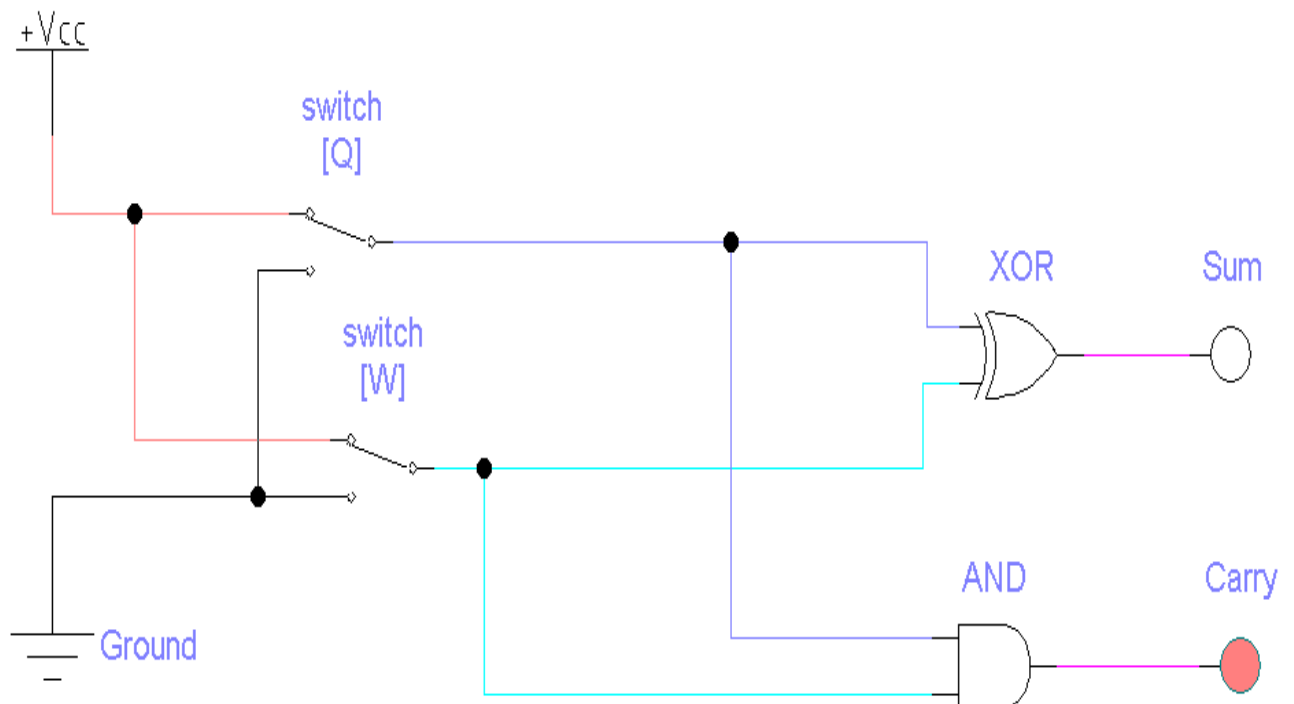 +Vcc
switch
[Q]
XOR
Sum
switch
[W]
AND
Carry
Ground